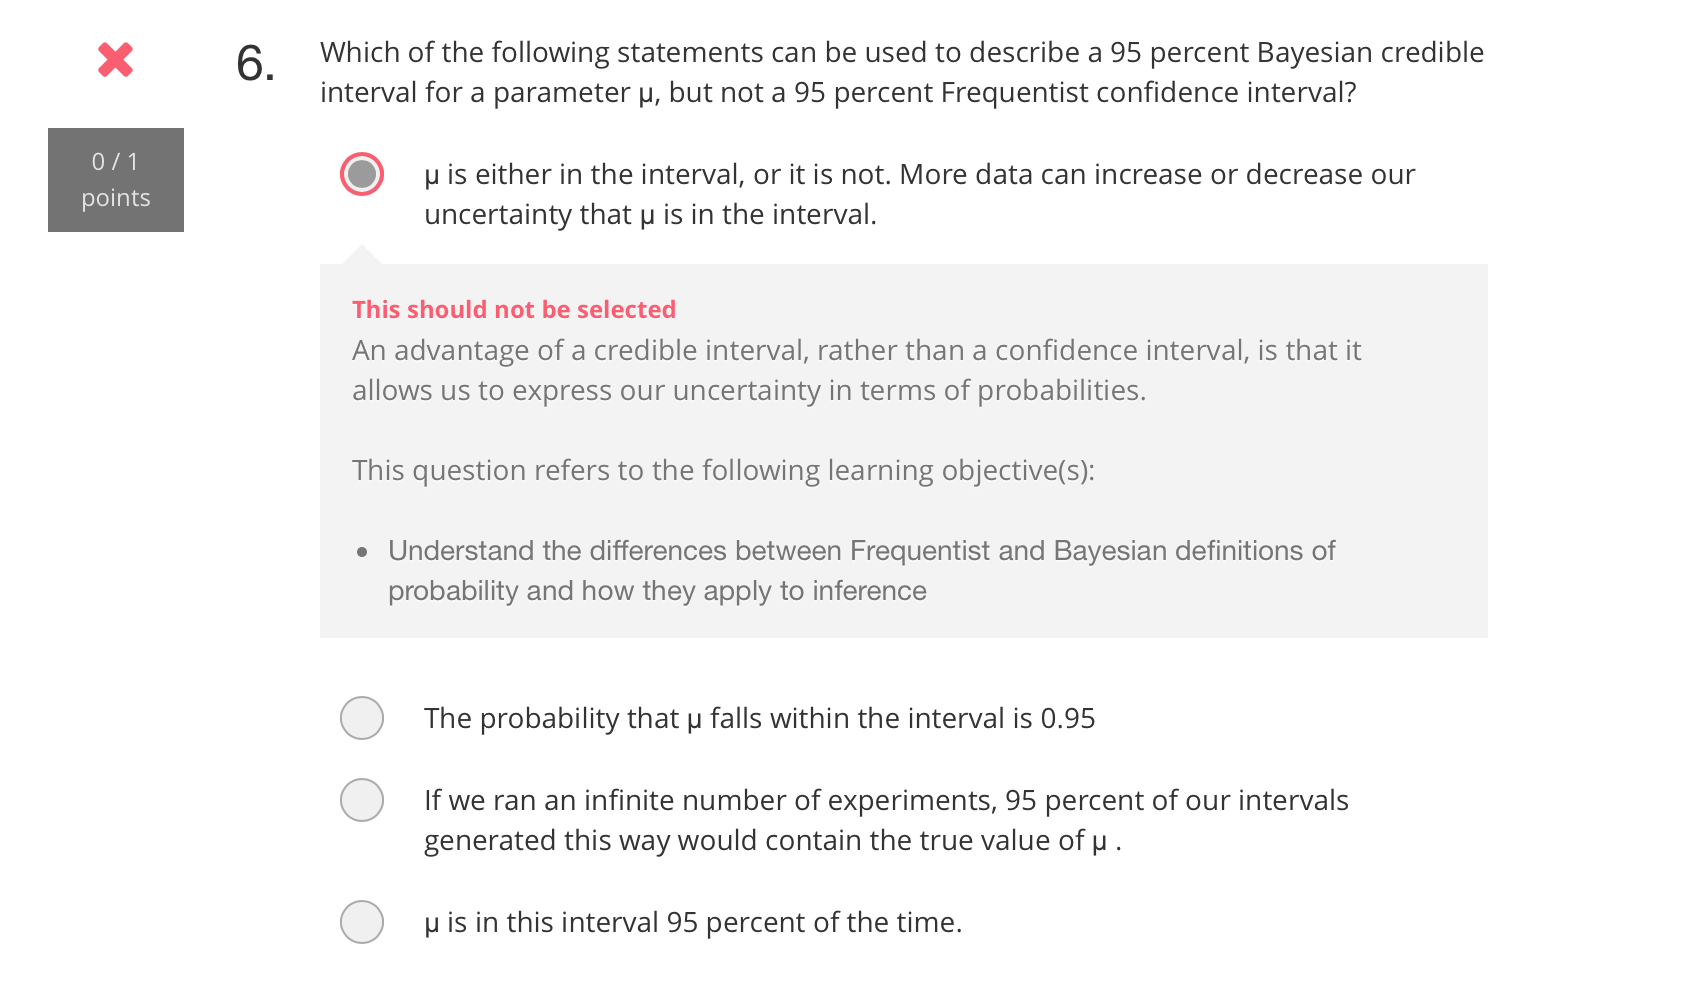 6.
Which of the following statements can be used to describe a 95 percent Bayesian credible
interval for a parameter μ, but not a 95 percent Frequentist confidence interval?
0 / 1
points
μ is either in the interval, or it is not. More data can increase or decrease our
uncertainty that μ is in the interval.
This should not be selected
An advantage of a credible interval, rather than a confidence interval, is that it
allows us to express our uncertainty in terms of probabilities.
This question refers to the following learning objective(s):
• Understand the differences between Frequentist and Bayesian definitions of
probability and how they apply to inference
The probability that μ falls within the interval is 0.95
If we ran an infinite number of experiments, 95 percent of our intervals
generated this way would contain the true value of μ .
μ is in this interval 95 percent of the time.